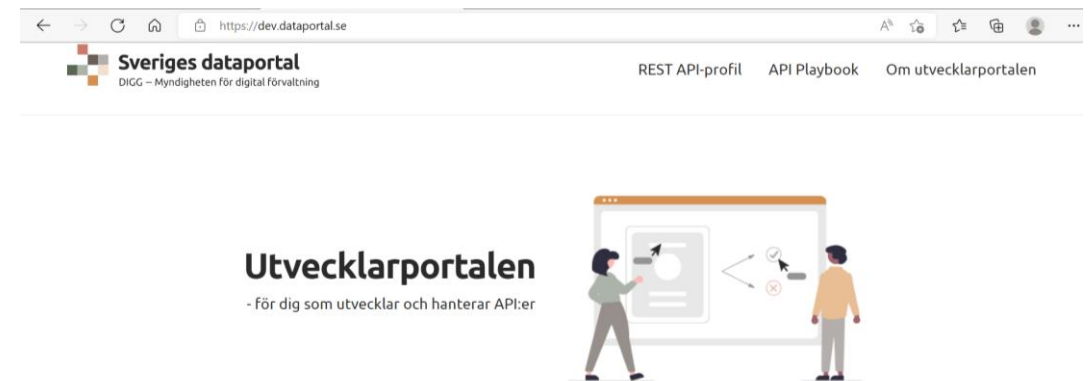 https://dev.dataportal.se
Sveriges dataportal
DIGG – Myndigheten för digital förvaltning
REST API-profil API Playbook Om utvecklarportalen
Utvecklarportalen
- för dig som utvecklar och hanterar API:er